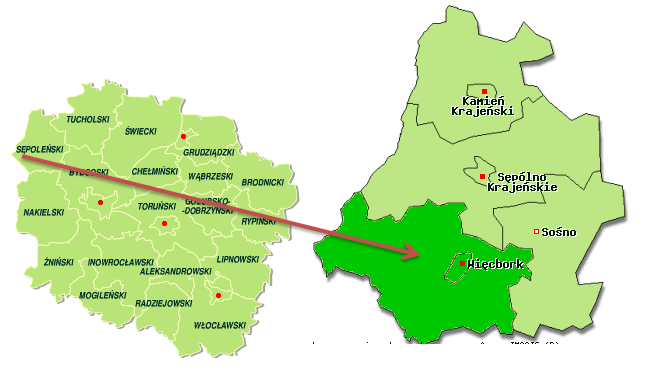 TUCHOLSKI
ŚWIECKI
SĘPOLEŃSKI
GRUDZIĄDZKI
BYDGOSKI
CHEŁMIŃSKI
WĄBRZESKI
BRODNICKI
NAKIELSKI
TORUŃSKI
GOLUBSKO-
-DOBRZYŃSKI
RYPIŃSKI
ŻNIŃSKI
INOWROCŁAWSKI
ALEKSANDROWSKI
LIPNOWSKI
MOGILEŃSKI
RADZIEJOWSKI
WŁOCŁAWSKI
Kamień
Krajeński
Sępólno
Krajeńskie
Sośno
Więcbork